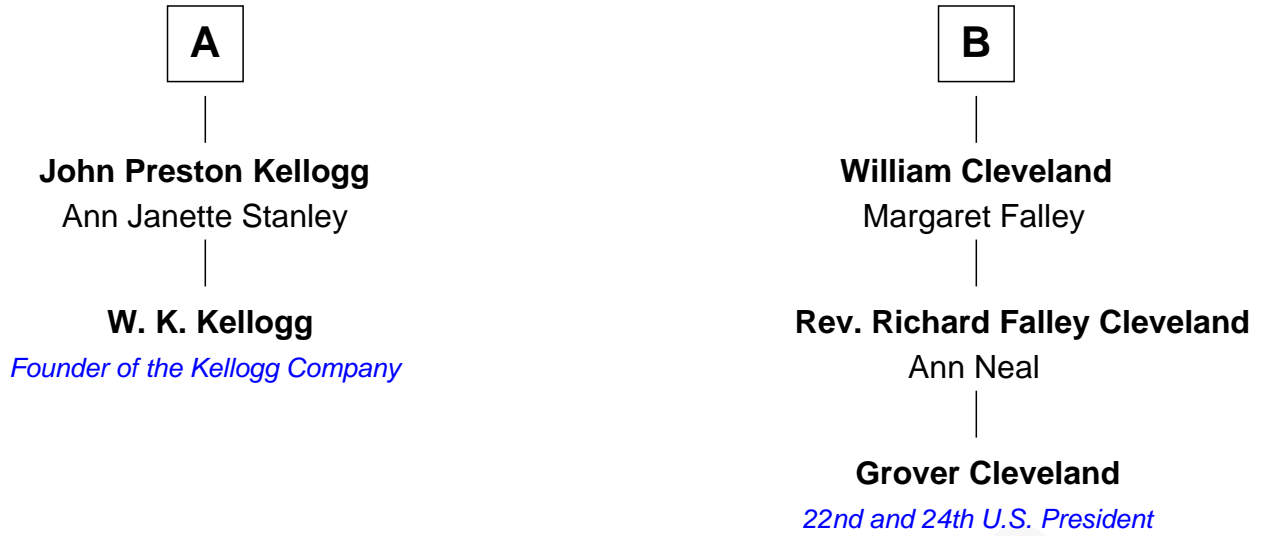 A
John Preston Kellogg
Ann Janette Stanley
W. K. Kellogg
Founder of the Kellogg Company
B
William Cleveland
Margaret Falley
Rev. Richard Falley Cleveland
Ann Neal
Grover Cleveland
22nd and 24th U.S. President